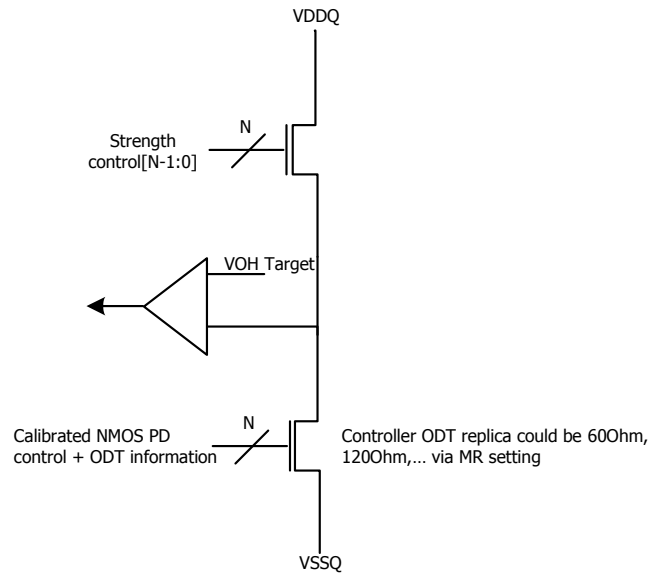 VDDQ
N
Strength
control[N-1:0]
VOH Target
N
Calibrated NMOS PD
control + ODT information
Controller ODT replica could be 60Ohm,
120Ohm,... via MR setting
VSSQ